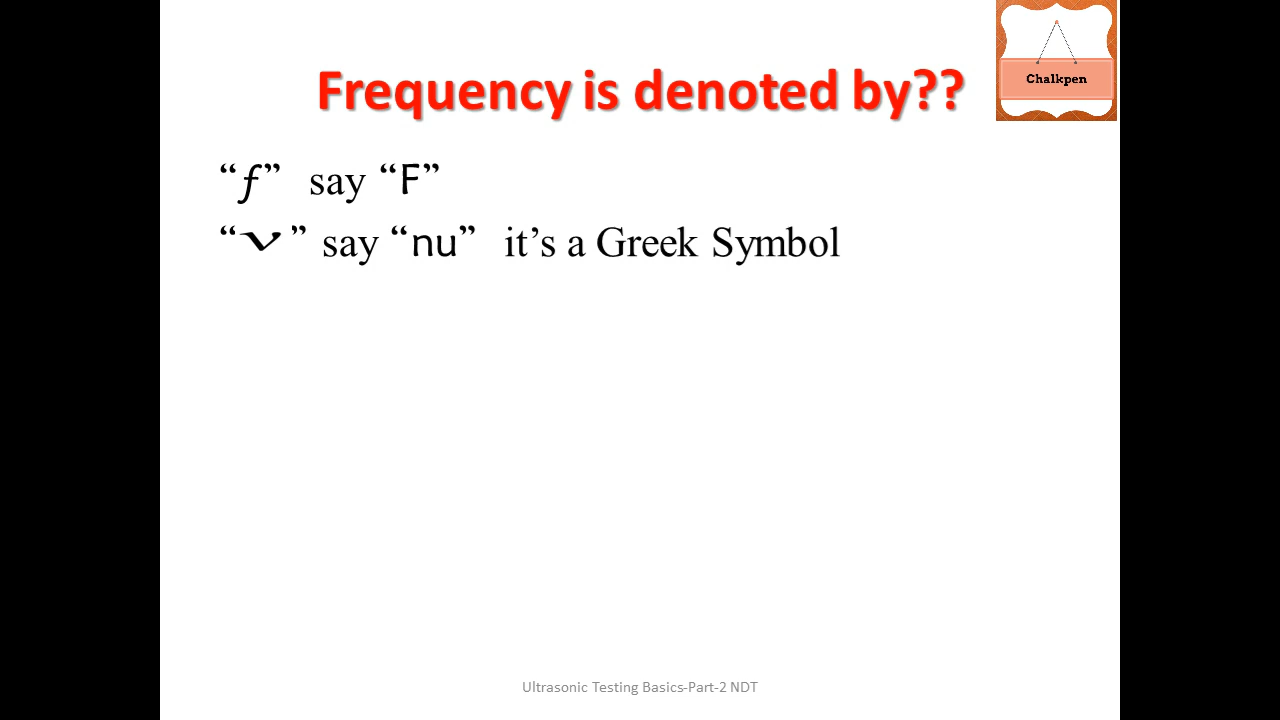 Frequency is denoted by??
Chalkpen
“f” say “F”
“ν” say “nu” it’s a Greek Symbol
Ultrasonic Testing Basics-Part-2 NDT